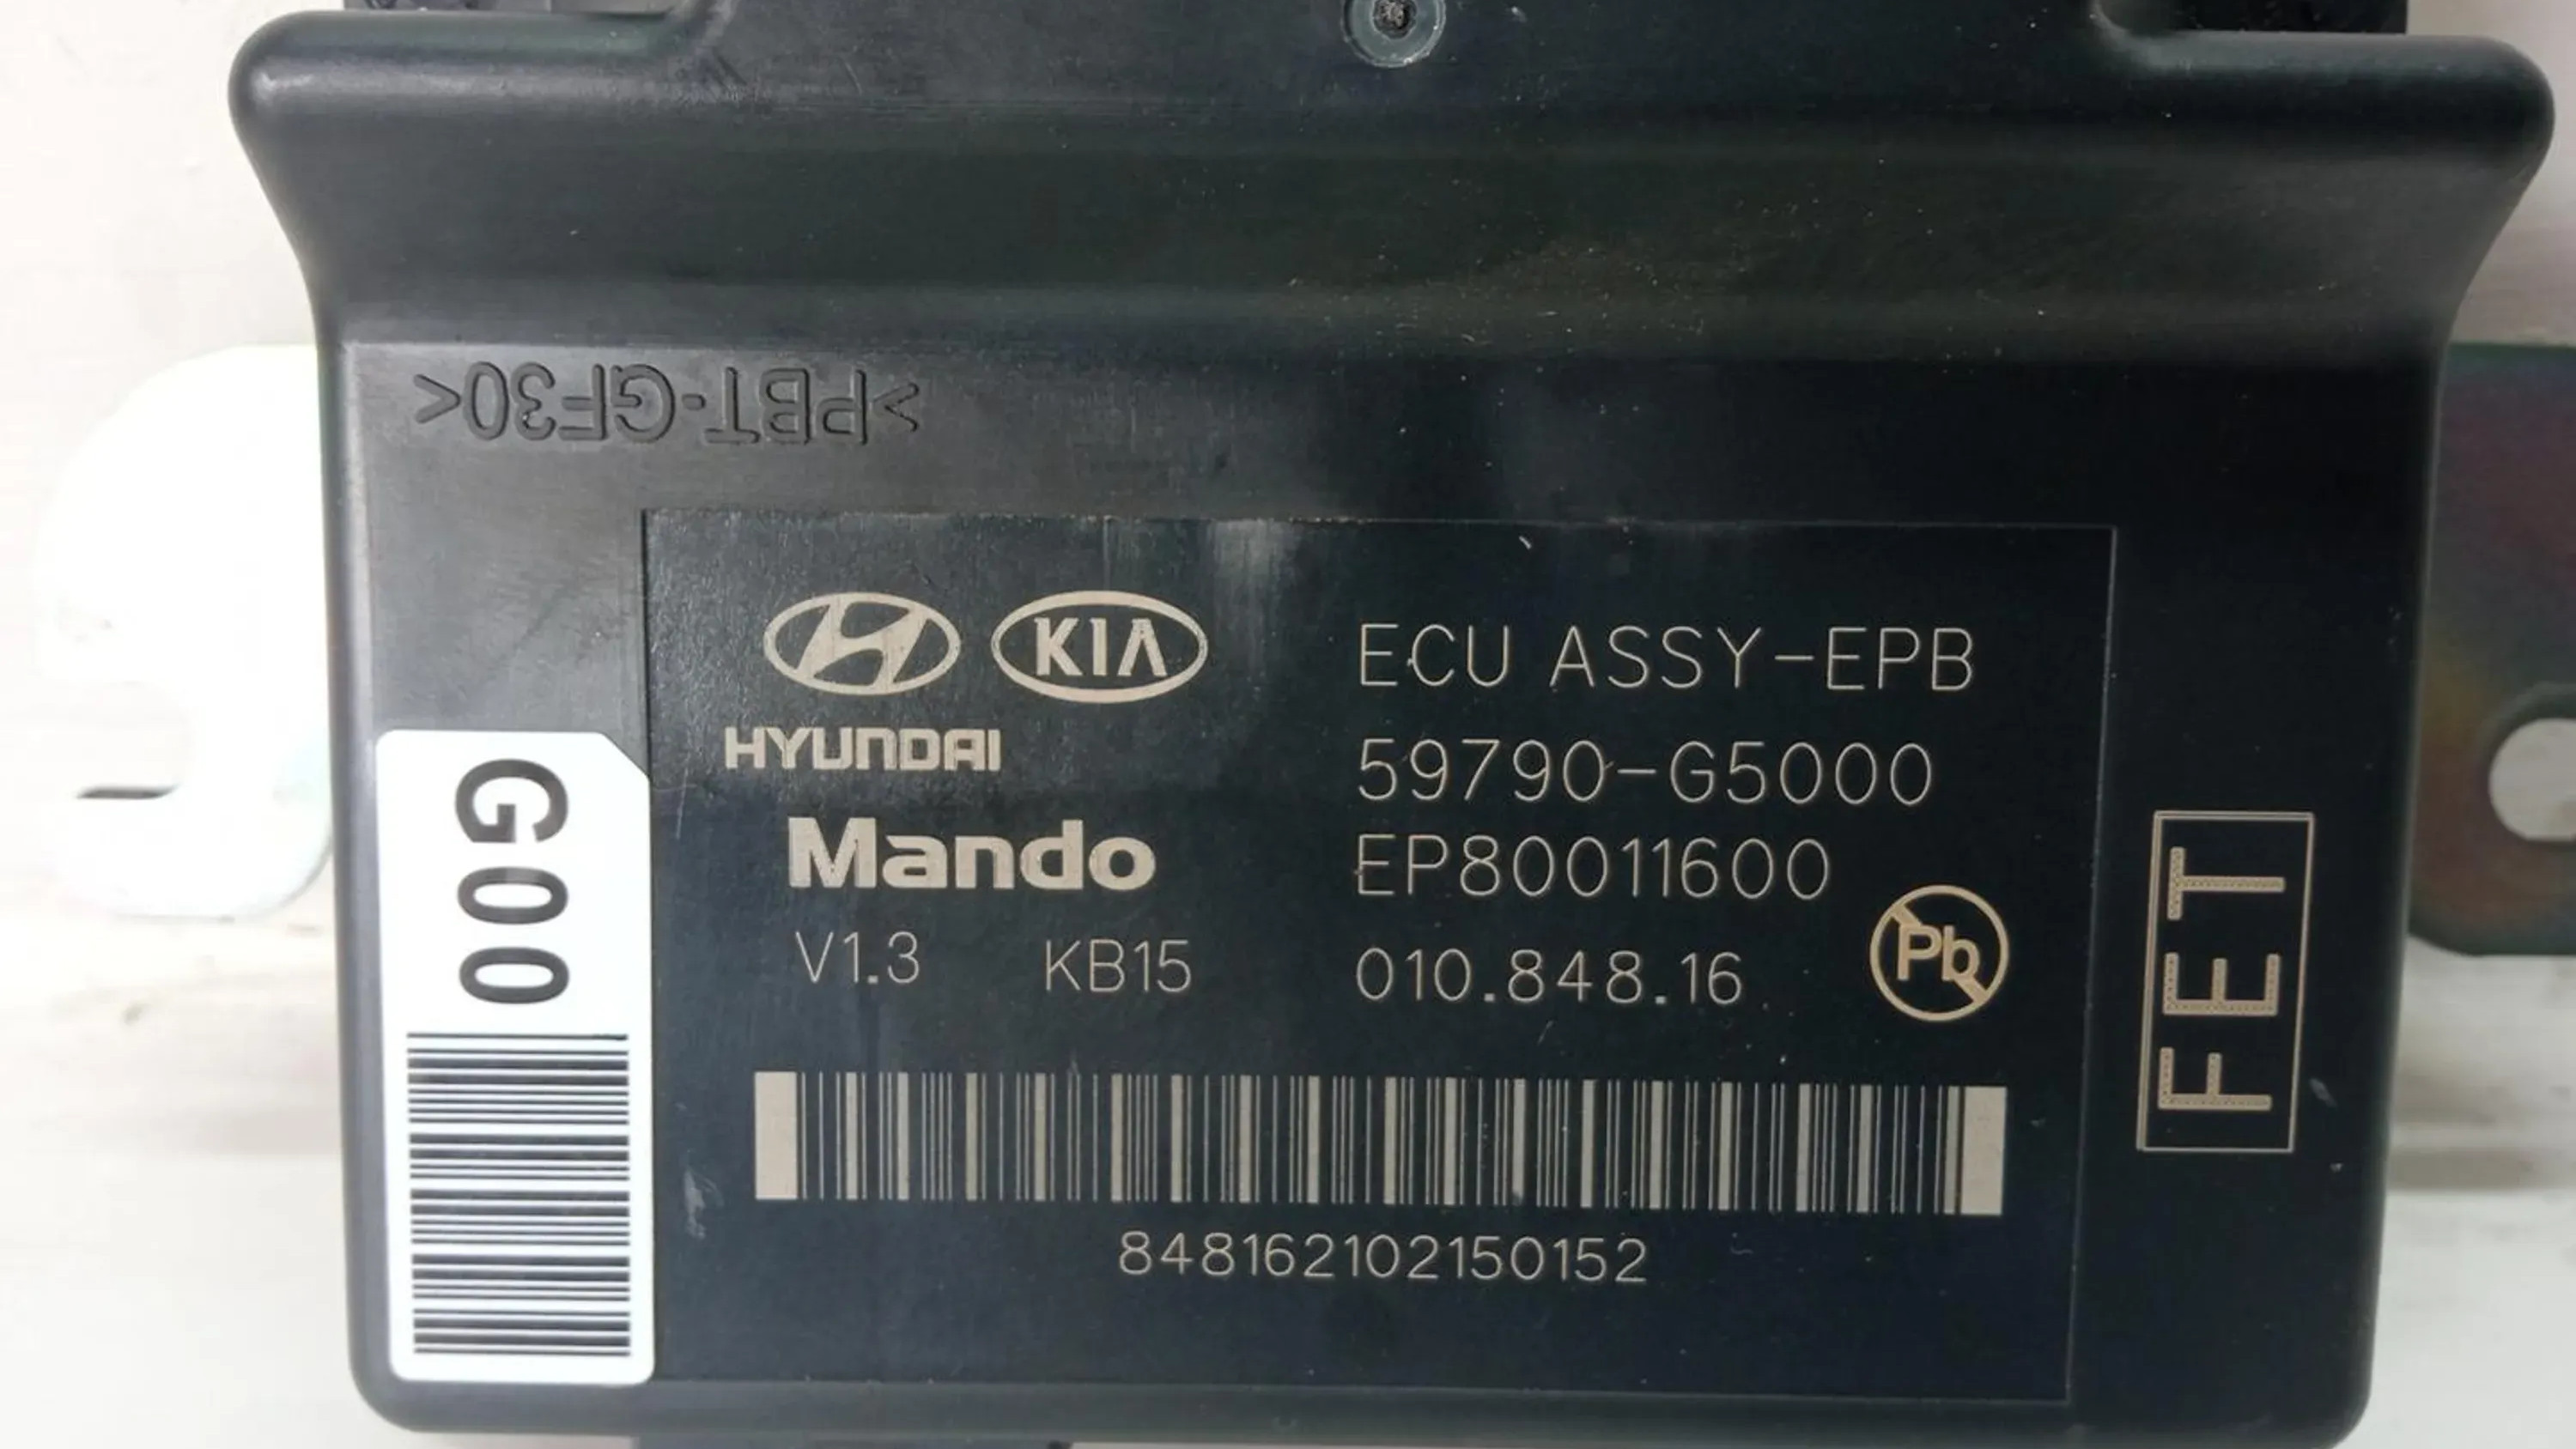 >PBT-GF30<
KIA
ECU ASSY-EPB
HYUNDAI
59790-G5000
Mando
EP80011600
V1.3 KB15
010.848.16
Pb
G00
FET
848162102150152